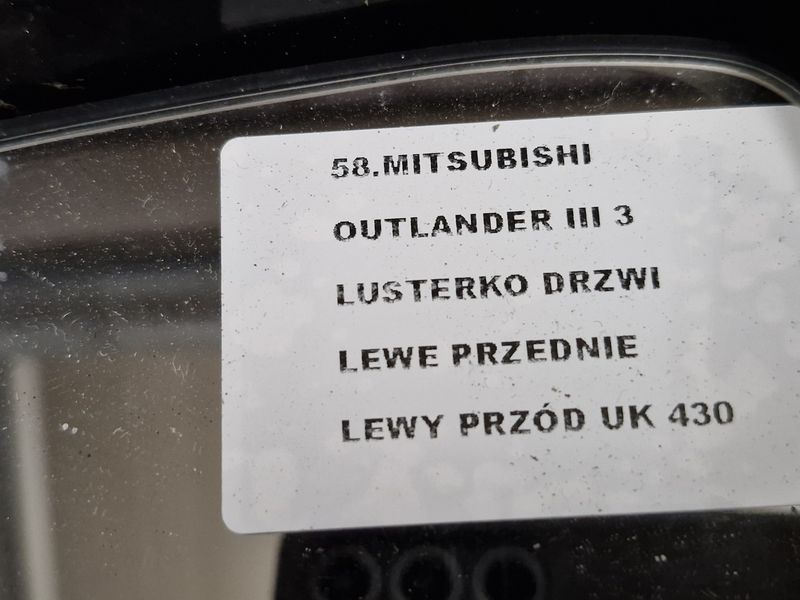 58.MITSUBISHI
OUTLANDER III 3
LUSTERKO DRZWI
LEWE PRZEDNIE
LEWY PRZÓD UK 430